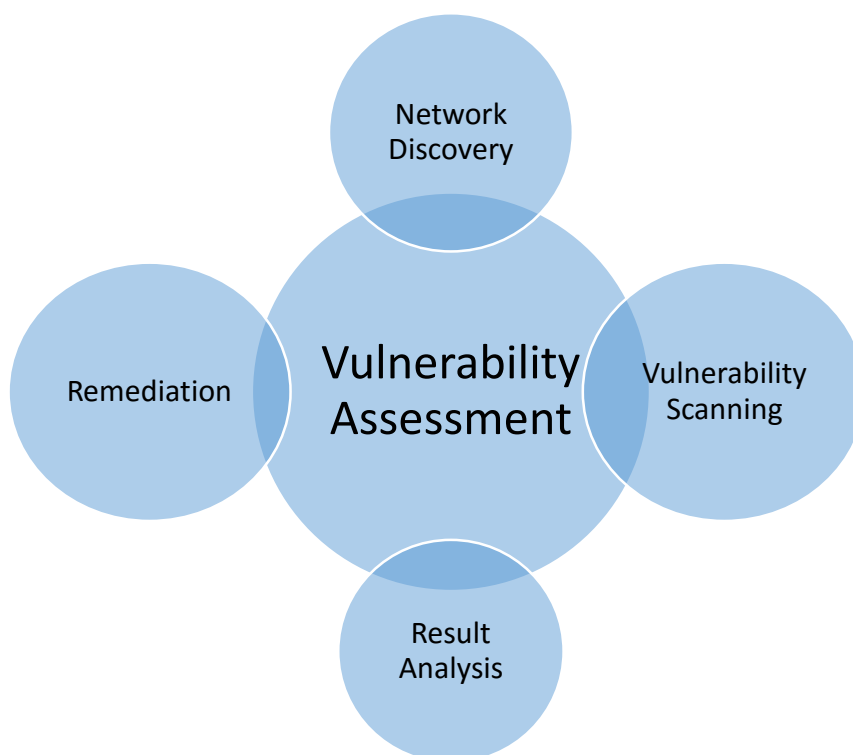 Network
Discovery
Remediation
Vulnerability
Assessment
Vulnerability
Scanning
Result
Analysis